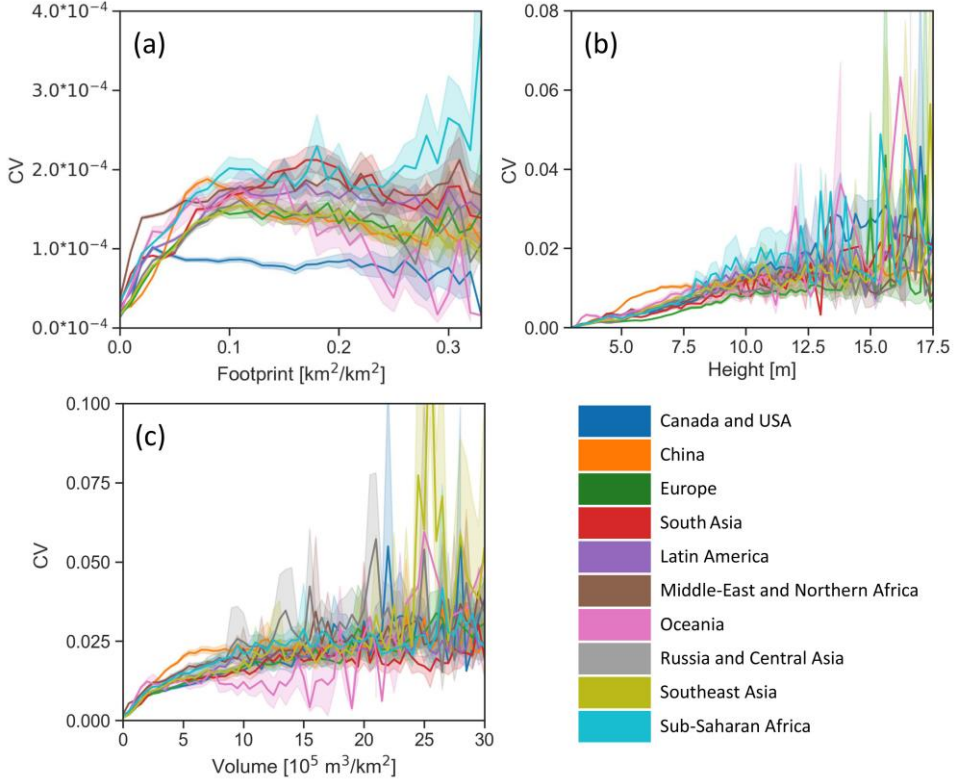 (a)
4.0*10⁻⁴
3.0*10⁻⁴
2.0*10⁻⁴
1.0*10⁻⁴
0.0*10⁻⁴
CV
0.0 0.1 0.2 0.3
Footprint [km²/km²]
(b)
0.08
0.06
0.04
0.02
0.00
CV
5.0 7.5 10.0 12.5 15.0 17.5
Height [m]
(c)
0.100
0.075
0.050
0.025
0.000
CV
0 5 10 15 20 25 30
Volume [10⁵ m³/km²]
Canada and USA
China
Europe
South Asia
Latin America
Middle-East and Northern Africa
Oceania
Russia and Central Asia
Southeast Asia
Sub-Saharan Africa